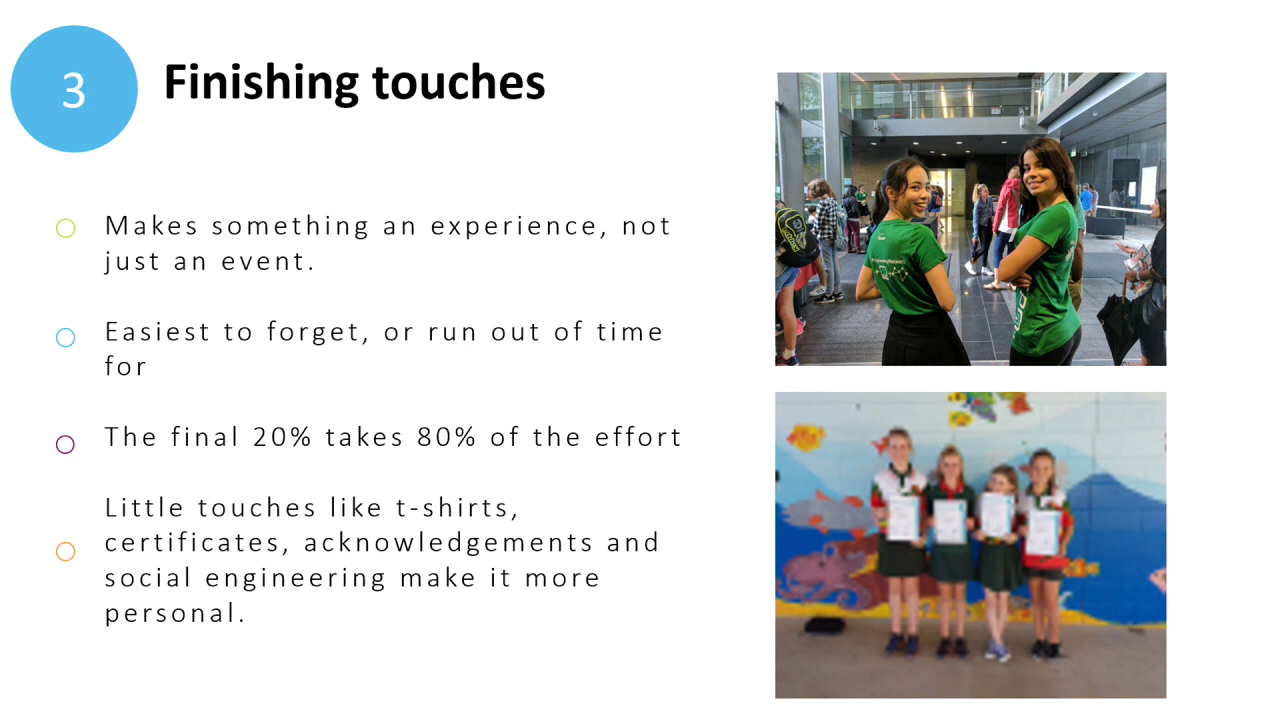 3
Finishing touches
Makes something an experience, not
just an event.
Easiest to forget, or run out of time
for
The final 20% takes 80% of the effort
Little touches like t-shirts,
certificates, acknowledgements and
social engineering make it more
personal.